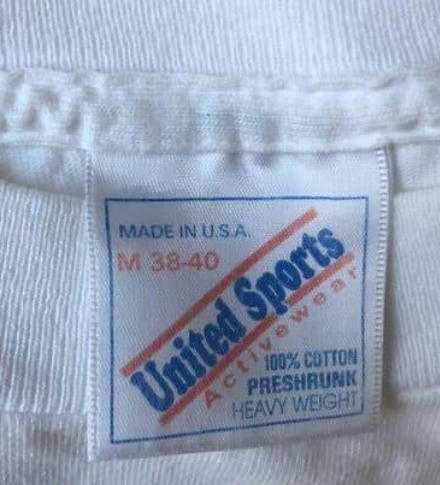 MADE IN U.S.A.
M 38-40
United Sports
Activewear
100% COTTON
PRESHRUNK
HEAVY WEIGHT